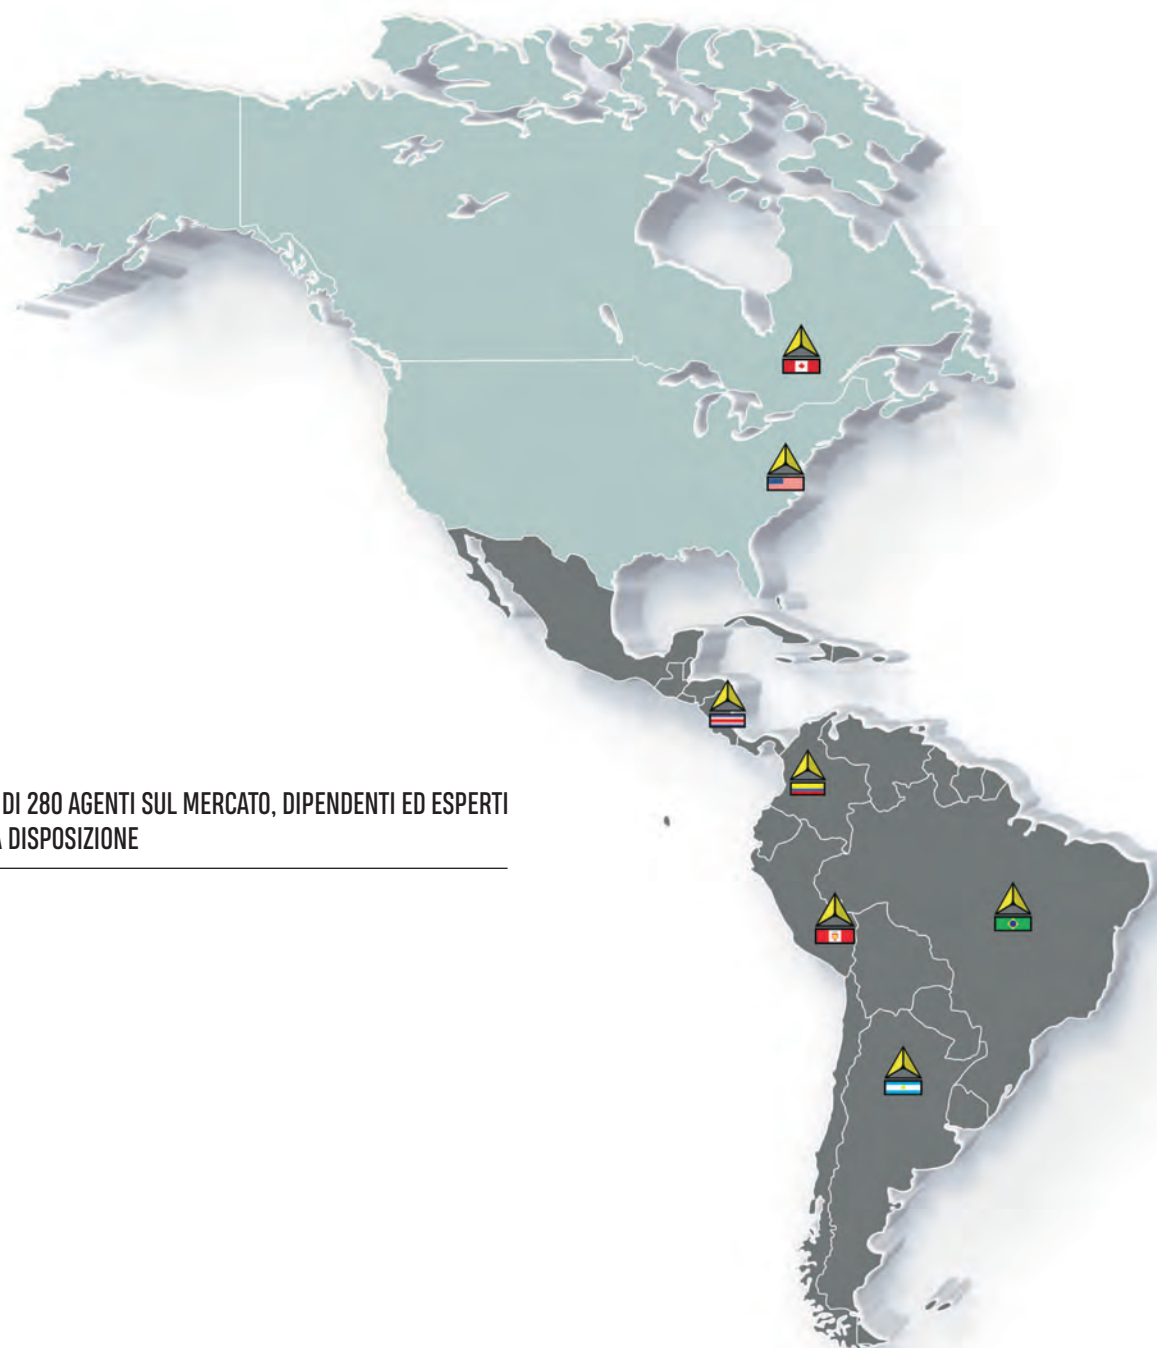 DI 280 AGENTI SUL MERCATO, DIPENDENTI ED ESPERTI
A DISPOSIZIONE